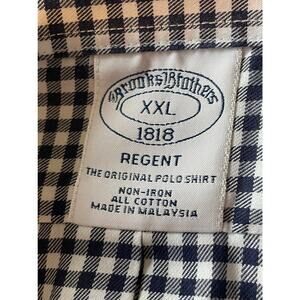 Brooks Brothers
XXL
1818
REGENT
THE ORIGINAL POLO SHIRT
NON-IRON
ALL COTTON
MADE IN MALAYSIA